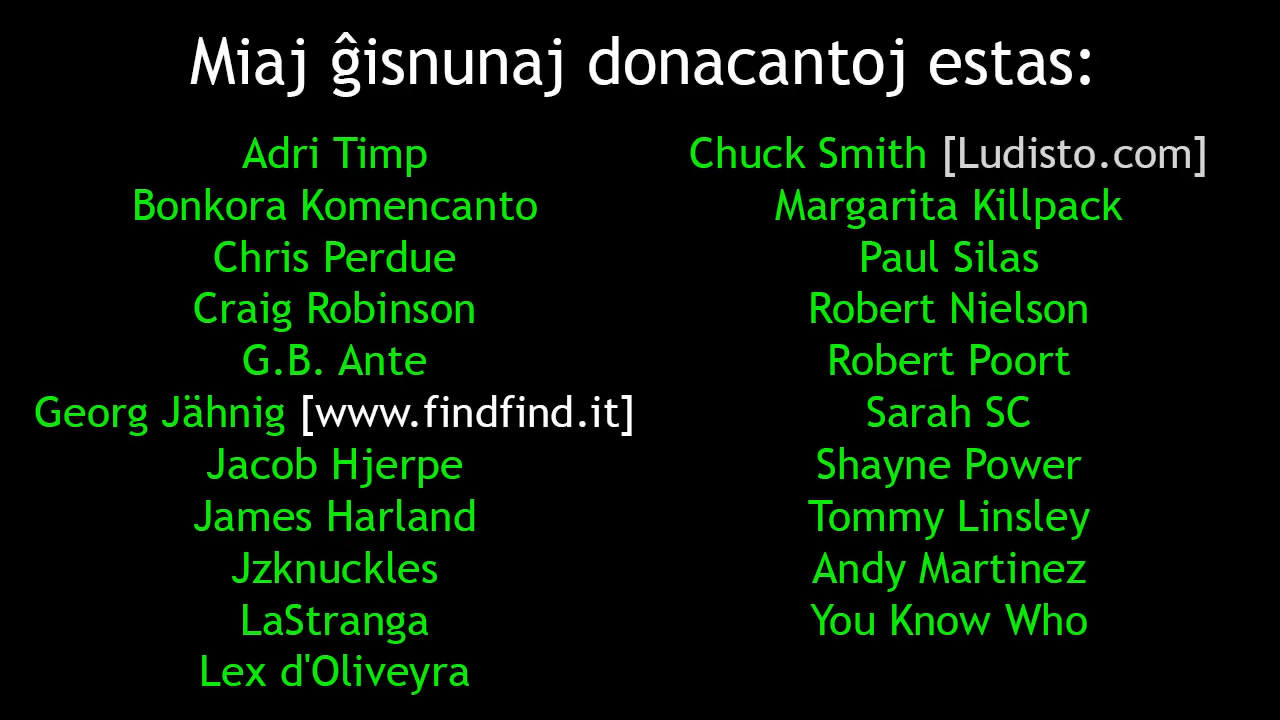 Miaj ĝisnunaj donacantoj estas:
Adri Timp
Bonkora Komencanto
Chris Perdue
Craig Robinson
G.B. Ante
Georg Jähnig [www.findfind.it]
Jacob Hjerpe
James Harland
Jzknuckles
LaStranga
Lex d'Oliveyra
Chuck Smith [Ludisto.com]
Margarita Killpack
Paul Silas
Robert Nielson
Robert Poort
Sarah SC
Shayne Power
Tommy Linsley
Andy Martinez
You Know Who